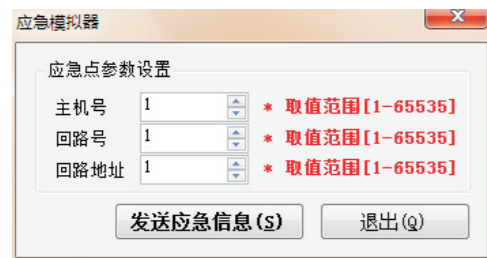 应急模拟器
应急点参数设置
主机号 1 * 取值范围[1-65535]
回路号 1 * 取值范围[1-65535]
回路地址 1 * 取值范围[1-65535]
发送应急信息(S) 退出(Q)